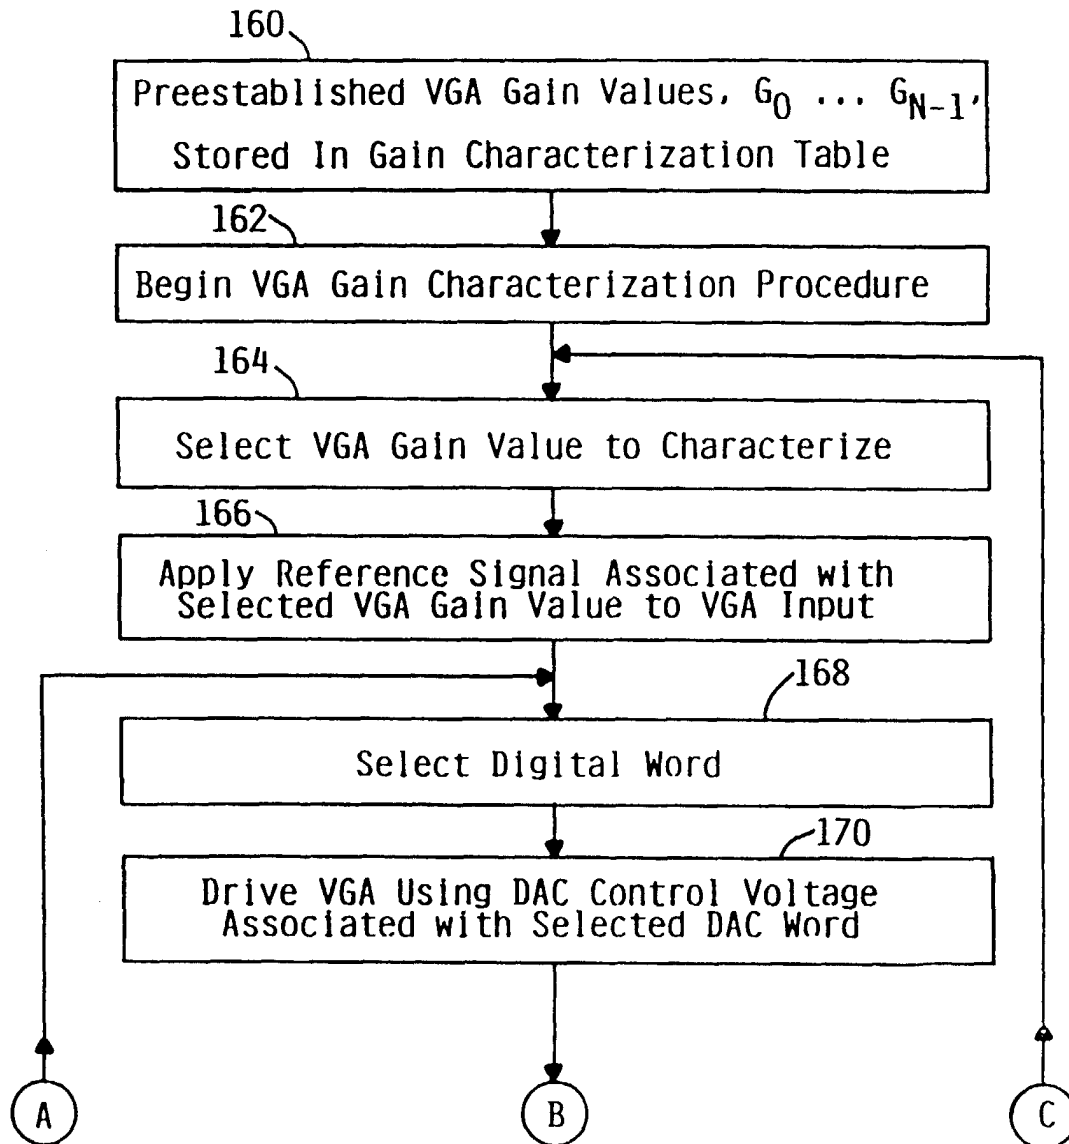 160
Preestablished VGA Gain Values, G0 ... GN-1,
Stored In Gain Characterization Table
162
Begin VGA Gain Characterization Procedure
164
Select VGA Gain Value to Characterize
166
Apply Reference Signal Associated with
Selected VGA Gain Value to VGA Input
168
Select Digital Word
170
Drive VGA Using DAC Control Voltage
Associated with Selected DAC Word
A B C